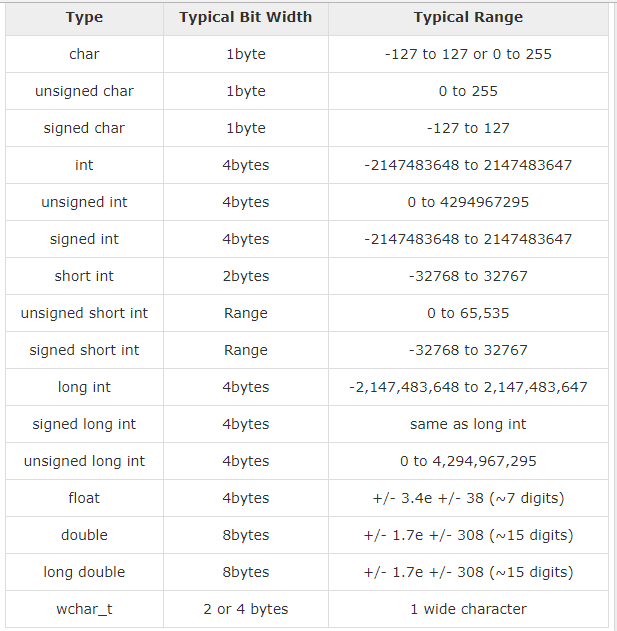 Type Typical Bit Width Typical Range
char 1byte -127 to 127 or 0 to 255
unsigned char 1byte 0 to 255
signed char 1byte -127 to 127
int 4bytes -2147483648 to 2147483647
unsigned int 4bytes 0 to 4294967295
signed int 4bytes -2147483648 to 2147483647
short int 2bytes -32768 to 32767
unsigned short int Range 0 to 65,535
signed short int Range -32768 to 32767
long int 4bytes -2,147,483,648 to 2,147,483,647
signed long int 4bytes same as long int
unsigned long int 4bytes 0 to 4,294,967,295
float 4bytes +/- 3.4e +/- 38 (~7 digits)
double 8bytes +/- 1.7e +/- 308 (~15 digits)
long double 8bytes +/- 1.7e +/- 308 (~15 digits)
wchar_t 2 or 4 bytes 1 wide character